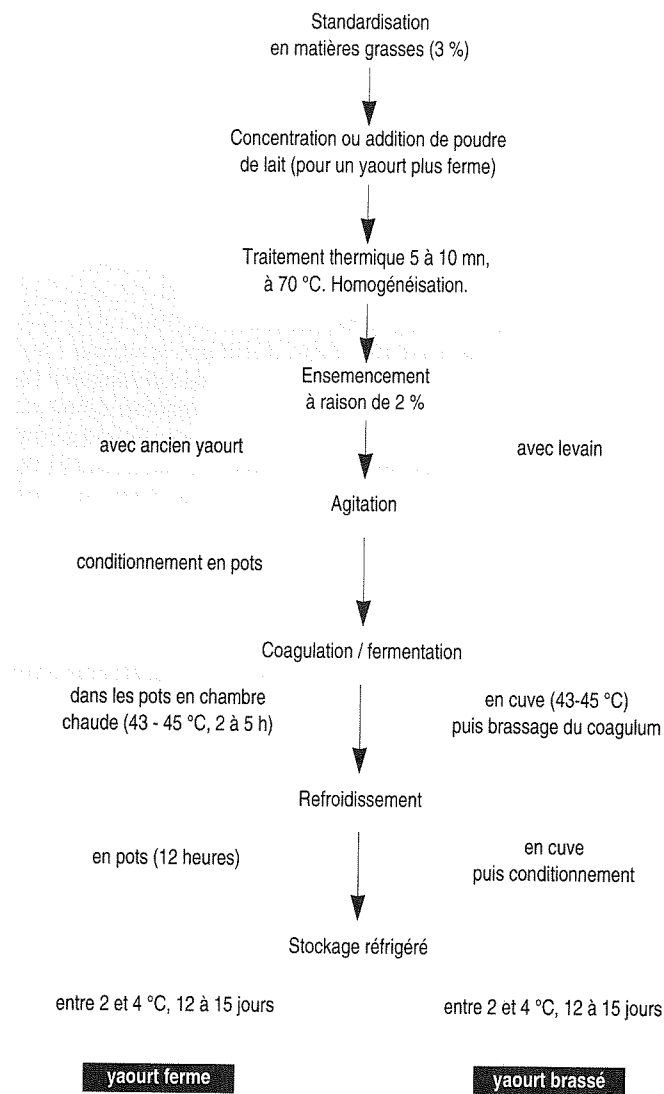 Standardisation
en matières grasses (3 %)
Concentration ou addition de poudre
de lait (pour un yaourt plus ferme)
Traitement thermique 5 à 10 mn,
à 70 °C. Homogénéisation.
Ensemencement
à raison de 2 %
avec ancien yaourt
avec levain
Agitation
conditionnement en pots
Coagulation / fermentation
dans les pots en chambre
chaude (43 - 45 °C, 2 à 5 h)
en cuve (43-45 °C)
puis brassage du coagulum
Refroidissement
en pots (12 heures)
en cuve
puis conditionnement
Stockage réfrigéré
entre 2 et 4 °C, 12 à 15 jours
entre 2 et 4 °C, 12 à 15 jours
yaourt ferme
yaourt brassé